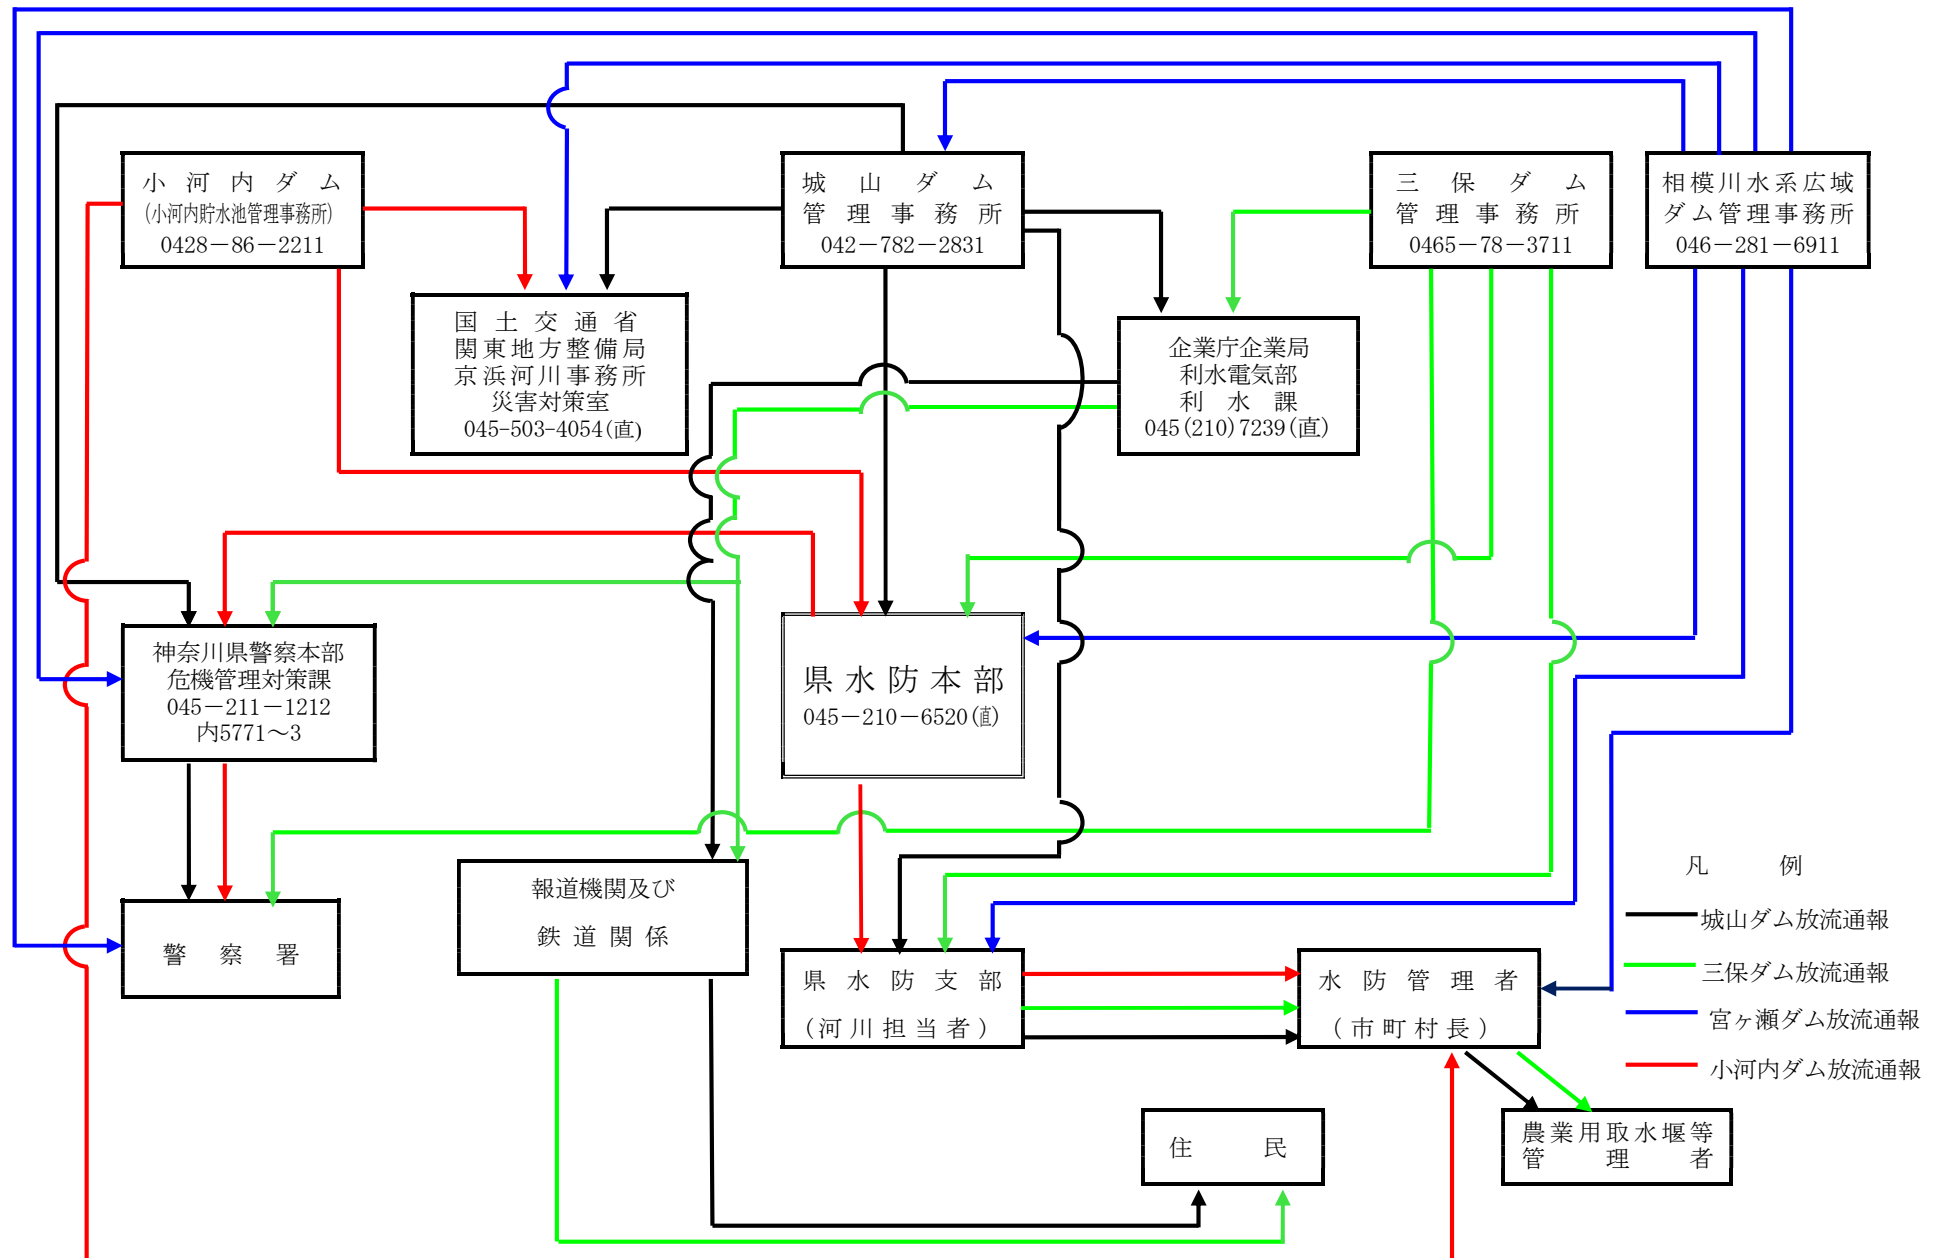 小河内ダム
(小河内貯水池管理事務所)
0428－86－2211
城山ダム
管理事務所
042－782－2831
三保ダム
管理事務所
0465－78－3711
相模川水系広域
ダム管理事務所
046－281－6911
国土交通省
関東地方整備局
京浜河川事務所
災害対策室
045-503-4054(直)
企業庁企業局
利水電気部
利水課
045(210)7239(直)
神奈川県警察本部
危機管理対策課
045－211－1212
内5771～3
県水防本部
045－210－6520(直)
警察署
報道機関及び
鉄道関係
県水防支部
(河川担当者)
水防管理者
(市町村長)
住民
農業用取水堰等
管理者
凡例
城山ダム放流通報
三保ダム放流通報
宮ヶ瀬ダム放流通報
小河内ダム放流通報